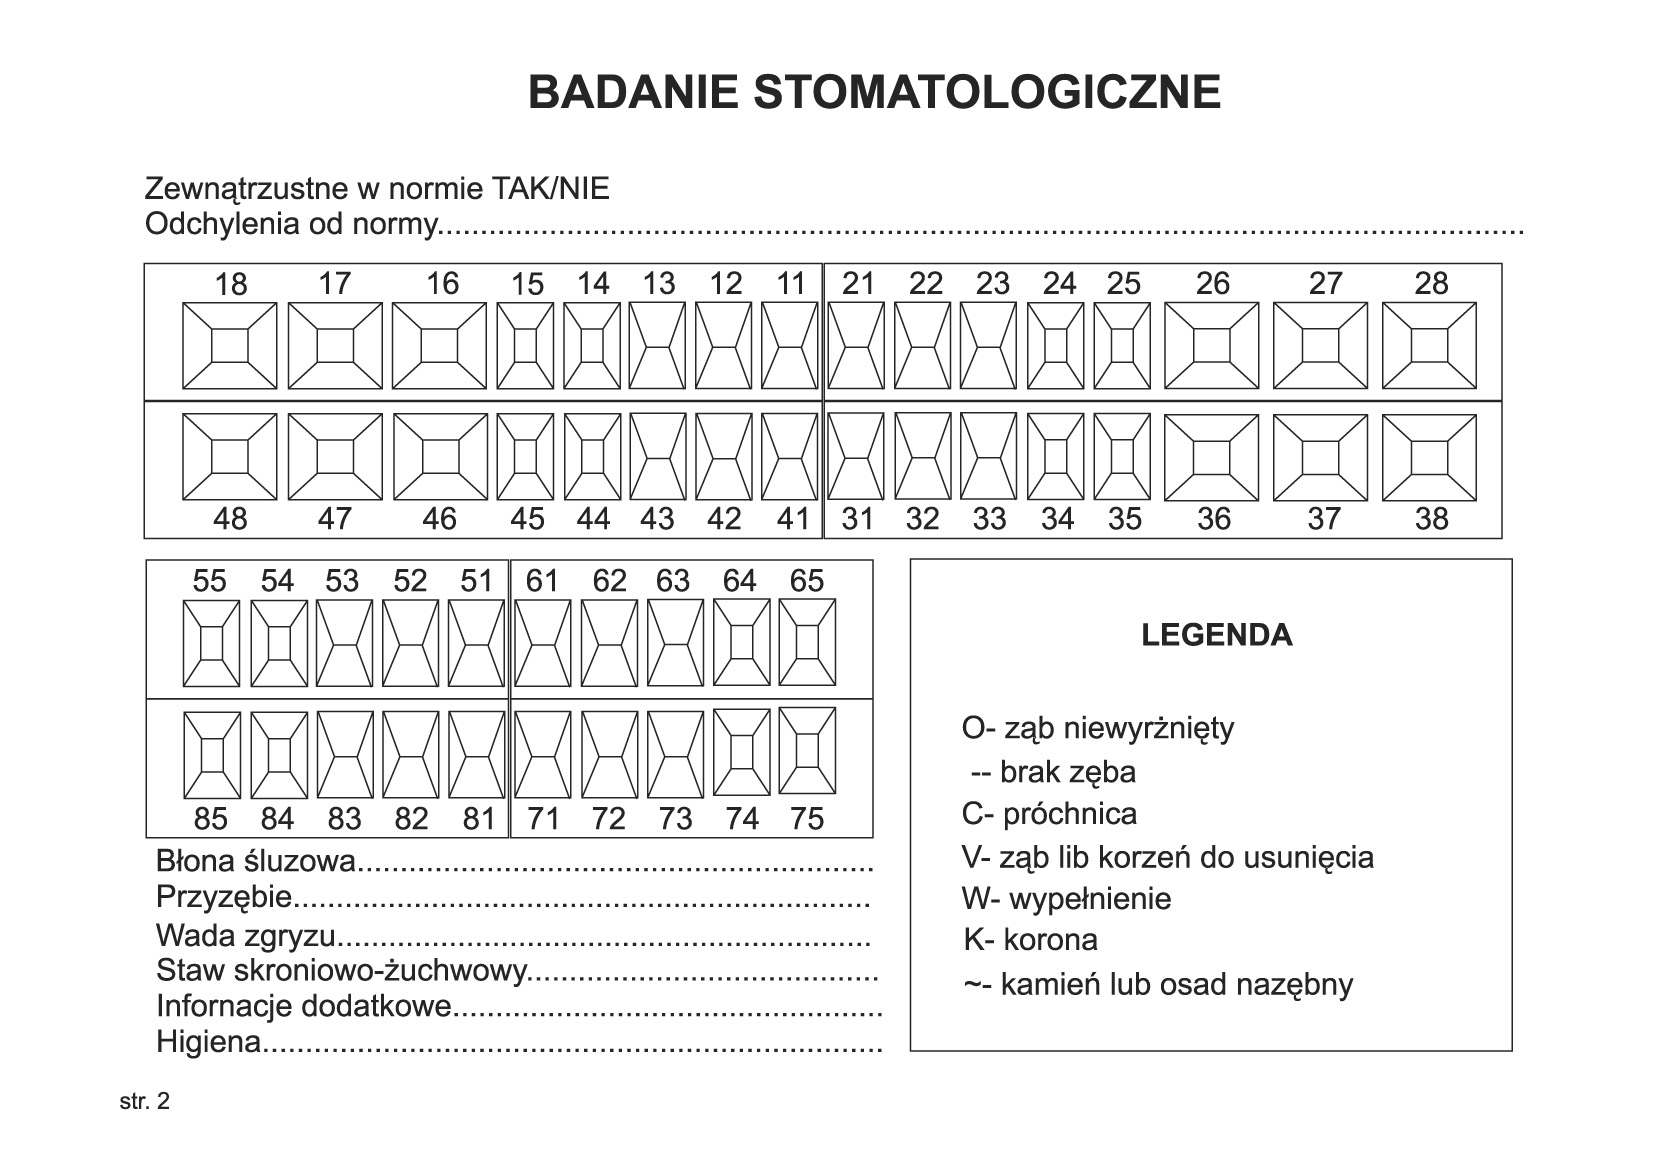 BADANIE STOMATOLOGICZNE
Zewnątrzustne w normie TAK/NIE
Odchylenia od normy..............................................................................................................................
18 17 16 15 14 13 12 11 21 22 23 24 25 26 27 28
48 47 46 45 44 43 42 41 31 32 33 34 35 36 37 38
55 54 53 52 51 61 62 63 64 65
85 84 83 82 81 71 72 73 74 75
Błona śluzowa............................................................
Przyzębie...................................................................
Wada zgryzu..............................................................
Staw skroniowo-żuchwowy.........................................
Infornacje dodatkowe..................................................
Higiena........................................................................
LEGENDA
O- ząb niewyrżnięty
-- brak zęba
C- próchnica
V- ząb lib korzeń do usunięcia
W- wypełnienie
K- korona
~- kamień lub osad nazębny
str. 2